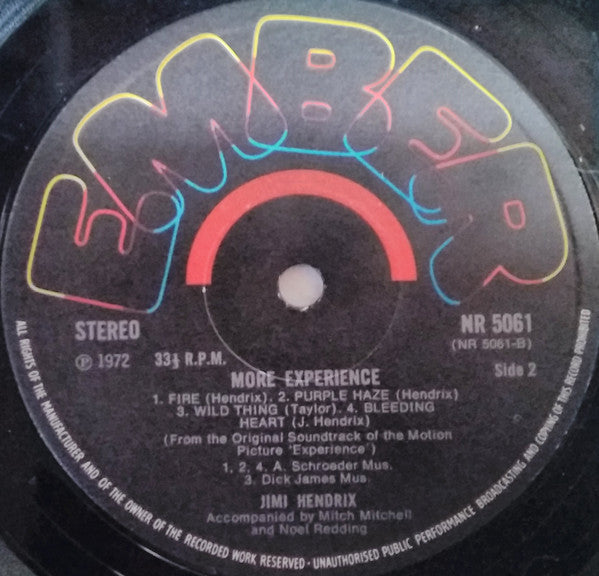 EMBER
STEREO
NR 5061
(NR 5061-B)
℗ 1972
33⅓ R.P.M.
Side 2
MORE EXPERIENCE
1. FIRE (Hendrix). 2. PURPLE HAZE (Hendrix)
3. WILD THING (Taylor). 4. BLEEDING
HEART (J. Hendrix)
(From the Original Soundtrack of the Motion
Picture 'Experience')
1, 2, 4. A. Schroeder Mus.
3. Dick James Mus.
JIMI HENDRIX
Accompanied by Mitch Mitchell
and Noel Redding
ALL RIGHTS OF THE MANUFACTURER AND OF THE OWNER OF THE RECORDED WORK RESERVED · UNAUTHORISED PUBLIC PERFORMANCE BROADCASTING AND COPYING OF THIS RECORD PROHIBITED